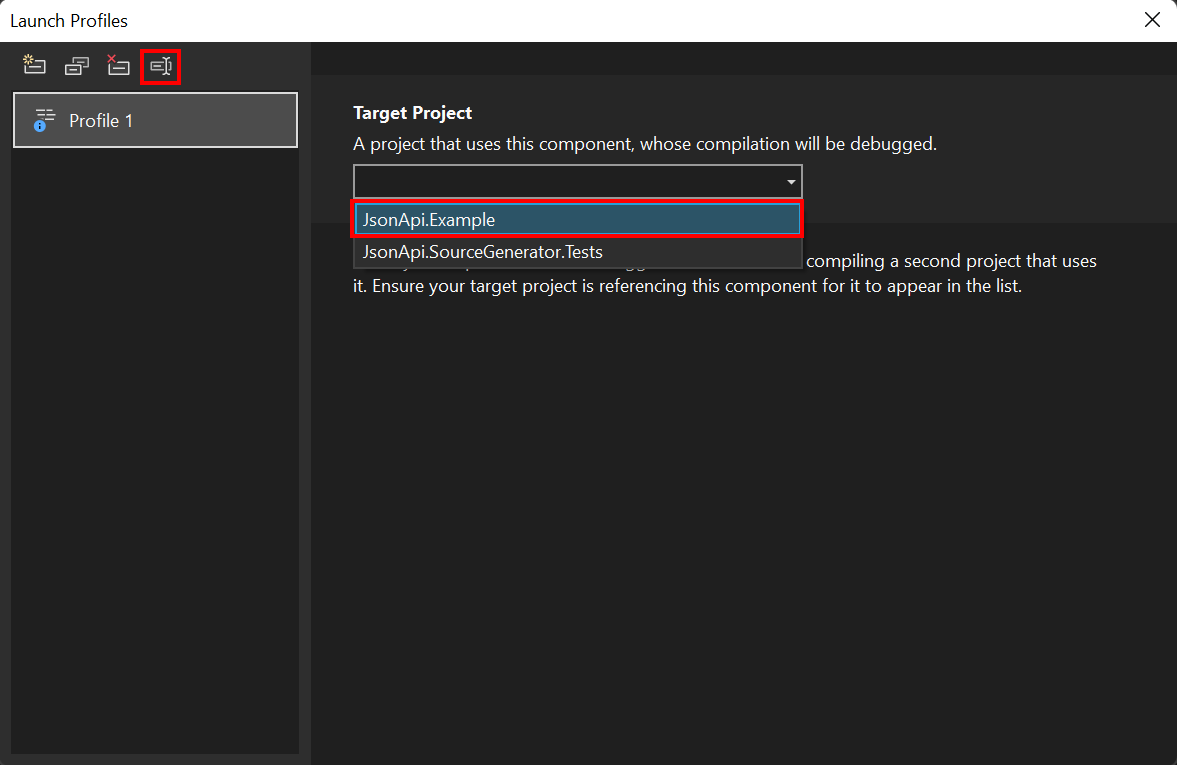 Launch Profiles
Profile 1
Target Project
A project that uses this component, whose compilation will be debugged.
JsonApi.Example
JsonApi.SourceGenerator.Tests
compiling a second project that uses
it. Ensure your target project is referencing this component for it to appear in the list.